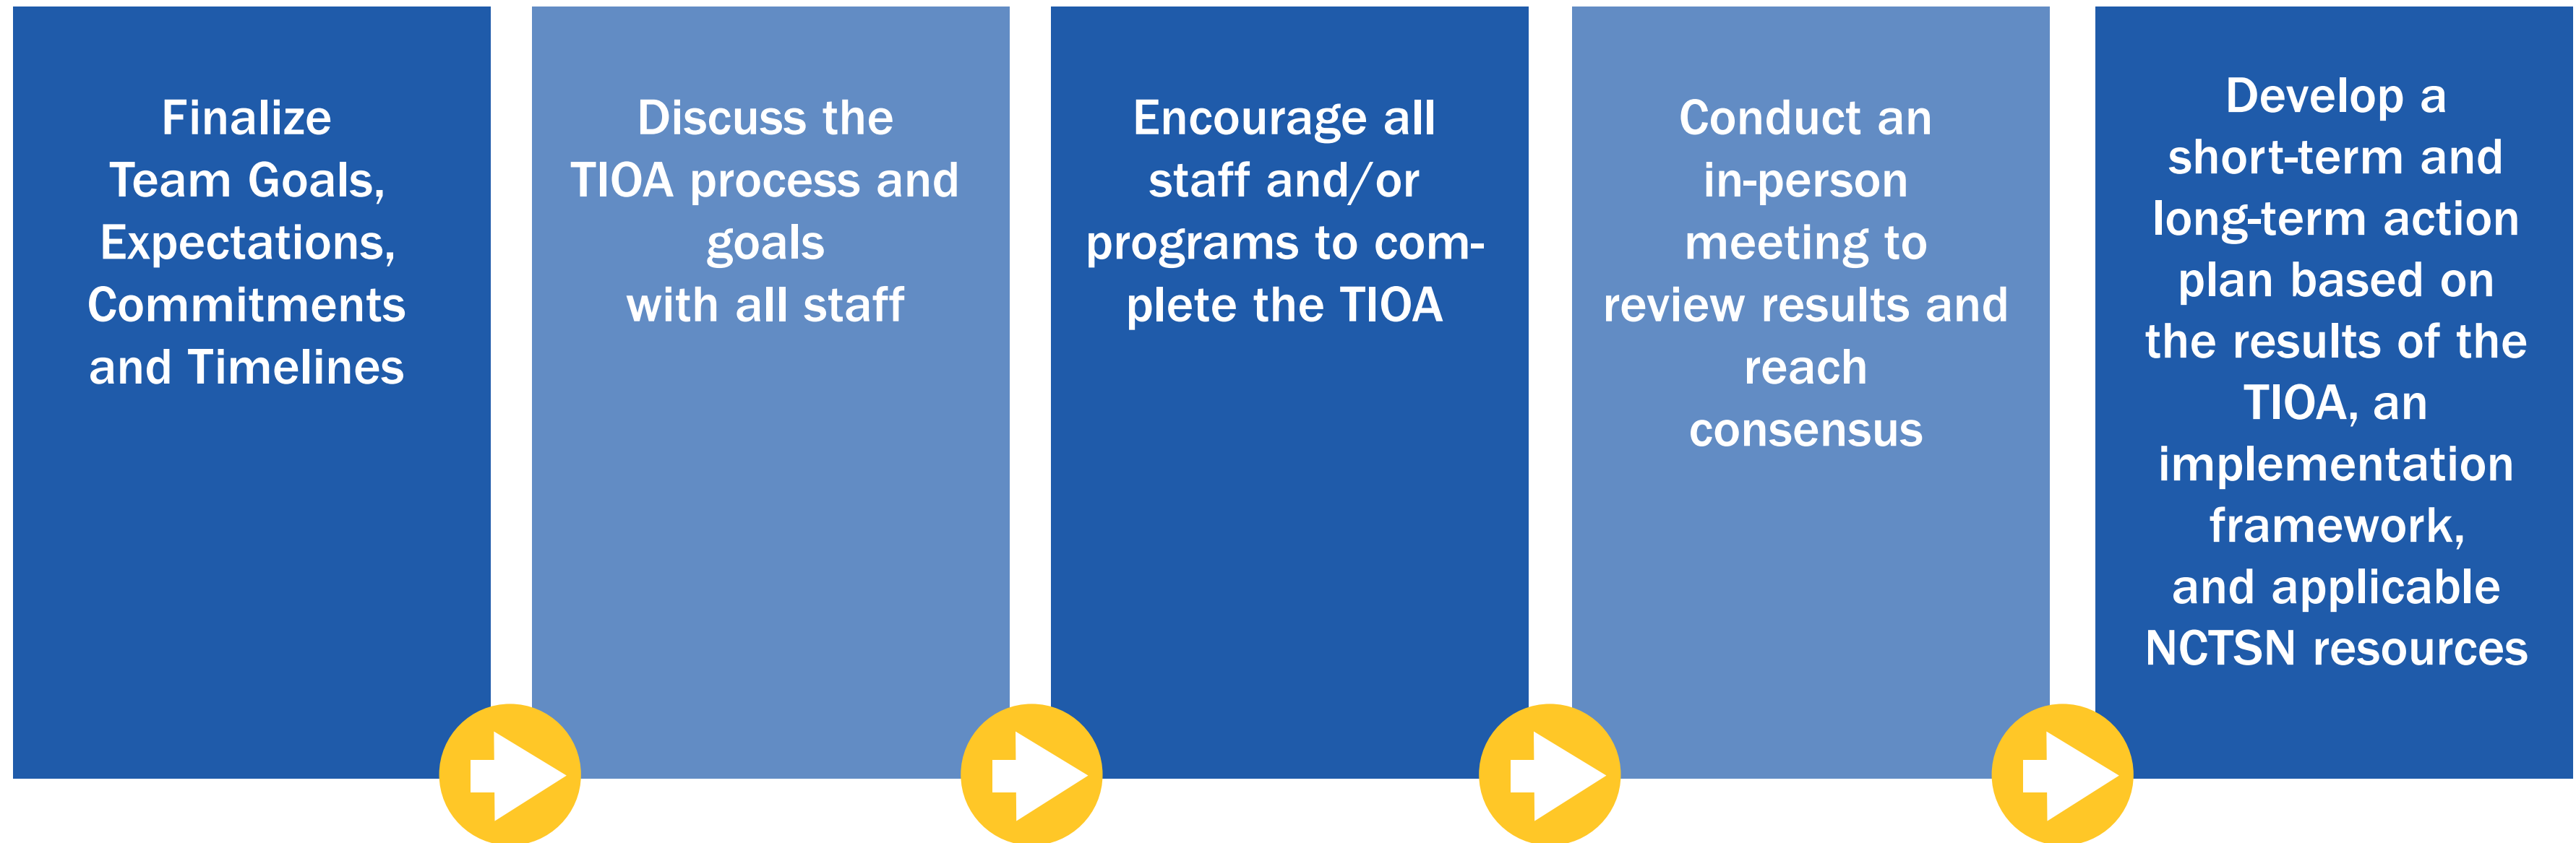 Finalize
Team Goals,
Expectations,
Commitments
and Timelines
Discuss the
TIOA process and
goals
with all staff
Encourage all
staff and/or
programs to com-
plete the TIOA
Conduct an
in-person
meeting to
review results and
reach
consensus
Develop a
short-term and
long-term action
plan based on
the results of the
TIOA, an
implementation
framework,
and applicable
NCTSN resources